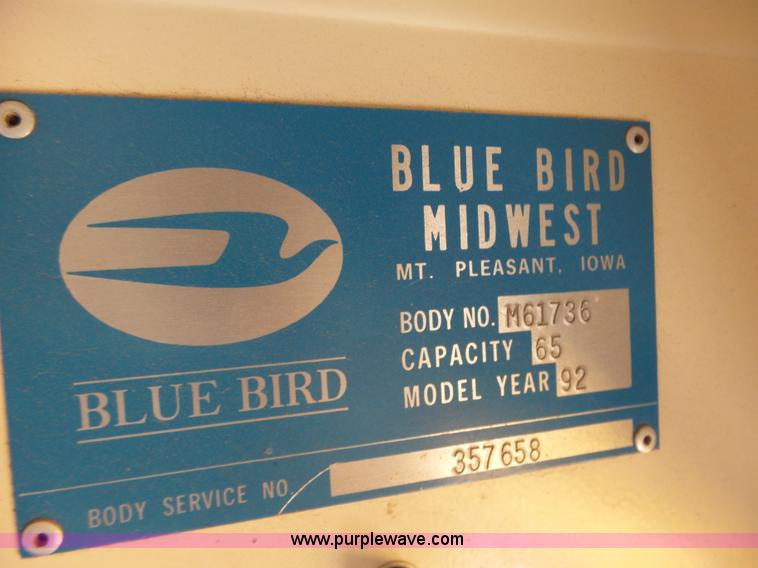 BLUE BIRD
MIDWEST
MT. PLEASANT, IOWA
BODY NO. M61736
CAPACITY 65
MODEL YEAR 92
BLUE BIRD
BODY SERVICE NO. 357658
www.purplewave.com